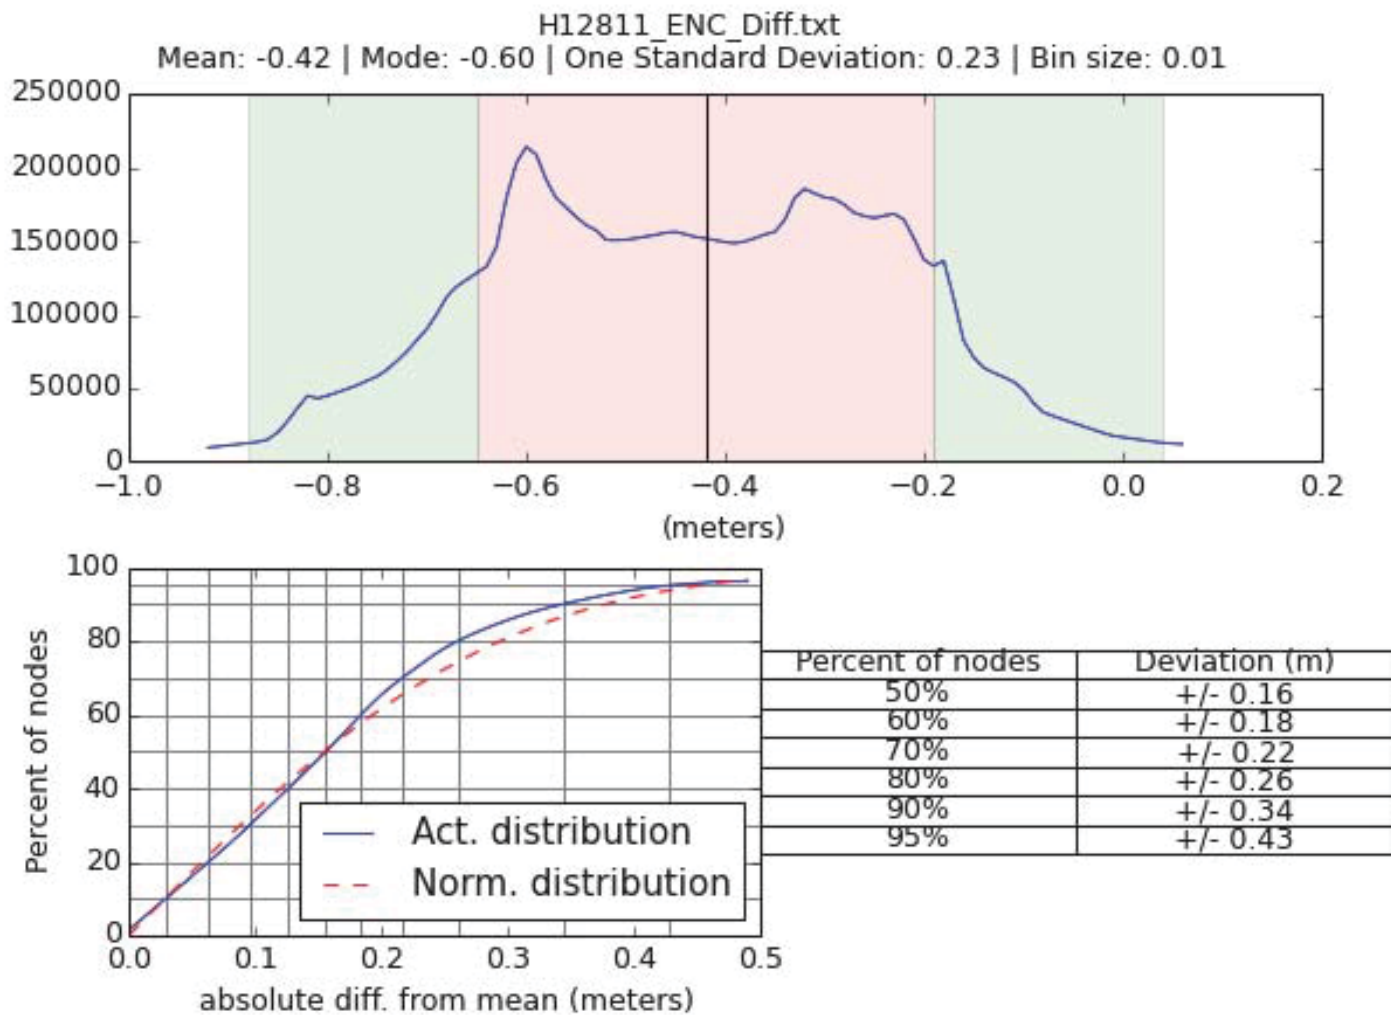 H12811_ENC_Diff.txt
Mean: -0.42 | Mode: -0.60 | One Standard Deviation: 0.23 | Bin size: 0.01
250000
200000
150000
100000
50000
0
−1.0 −0.8 −0.6 −0.4 −0.2 0.0 0.2
(meters)
100
80
60
40
20
0
Percent of nodes
Act. distribution
Norm. distribution
0.0 0.1 0.2 0.3 0.4 0.5
absolute diff. from mean (meters)
Percent of nodes Deviation (m)
50% +/- 0.16
60% +/- 0.18
70% +/- 0.22
80% +/- 0.26
90% +/- 0.34
95% +/- 0.43